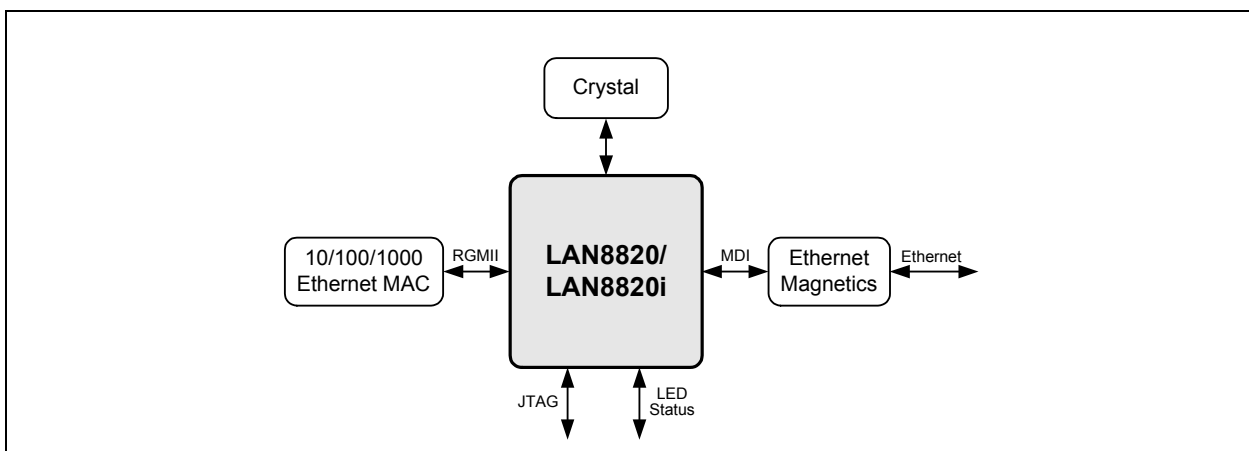 Crystal
10/100/1000
Ethernet MAC
RGMII
LAN8820/
LAN8820i
MDI
Ethernet
Magnetics
Ethernet
JTAG
LED
Status